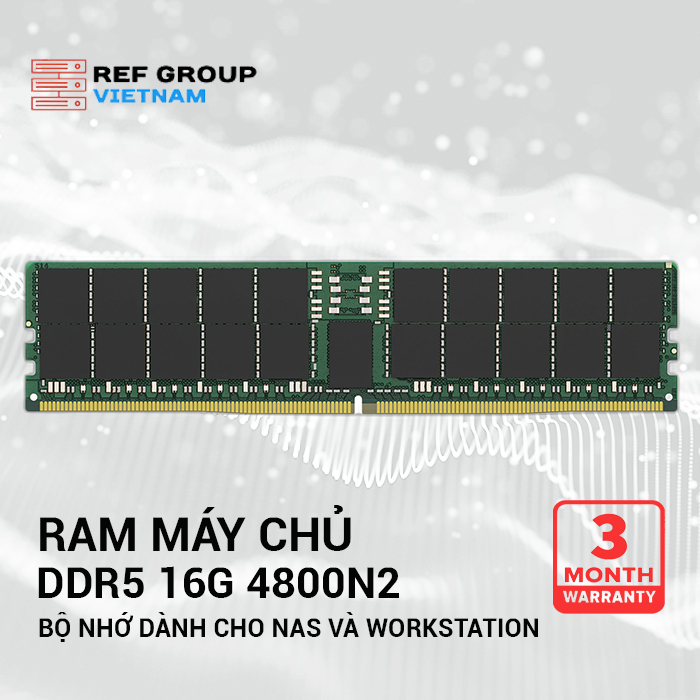 REF GROUP
VIETNAM
RAM MÁY CHỦ
DDR5 16G 4800N2
BỘ NHỚ DÀNH CHO NAS VÀ WORKSTATION
3
MONTH
WARRANTY